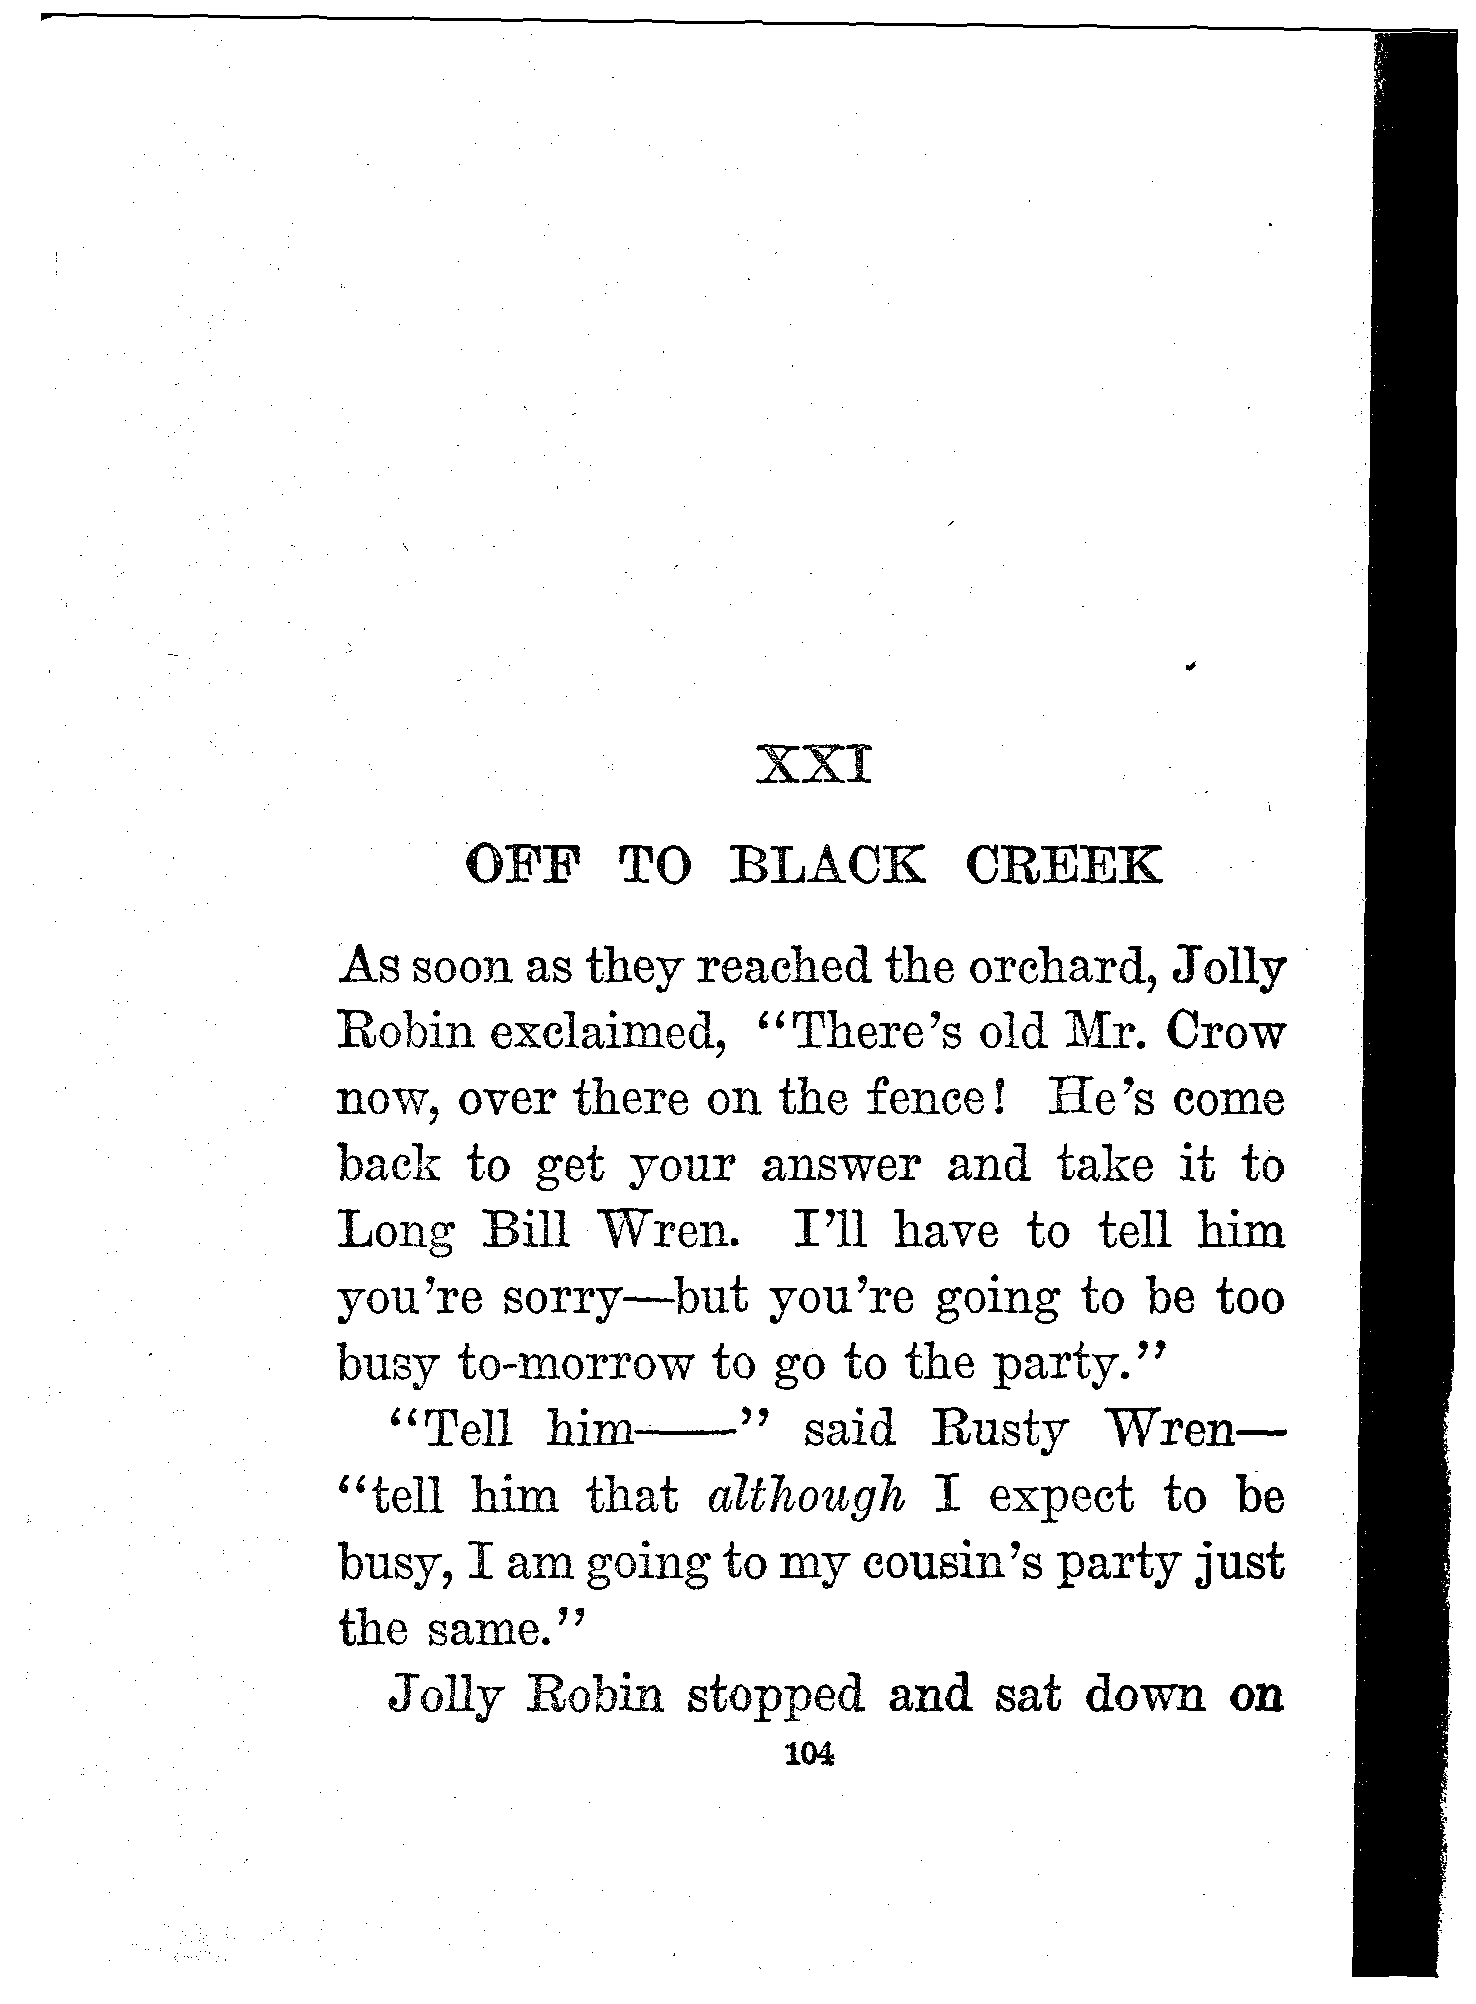 XXI
OFF TO BLACK CREEK
As soon as they reached the orchard, Jolly
Robin exclaimed, "There's old Mr. Crow
now, over there on the fence! He's come
back to get your answer and take it to
Long Bill Wren. I'll have to tell him
you're sorry—but you're going to be too
busy to-morrow to go to the party."
"Tell him——" said Rusty Wren—
"tell him that although I expect to be
busy, I am going to my cousin's party just
the same."
Jolly Robin stopped and sat down on
104